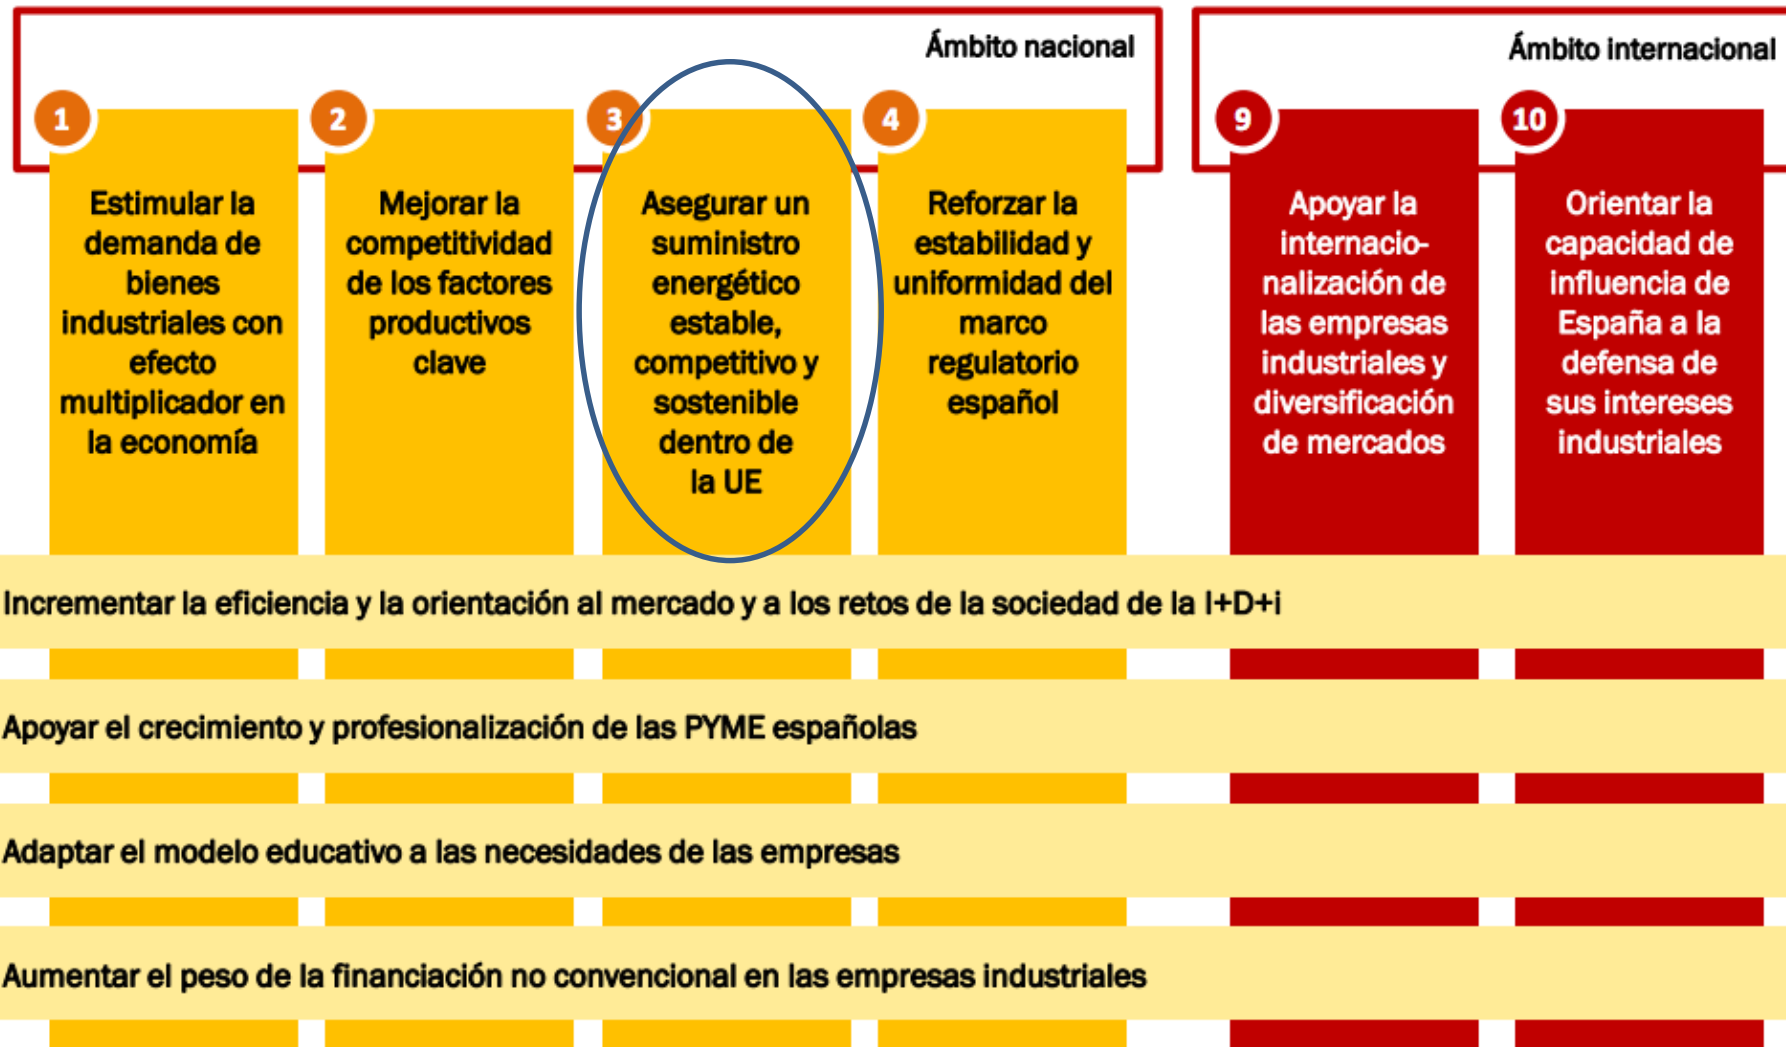 Ámbito nacional
1
Estimular la
demanda de
bienes
industriales con
efecto
multiplicador en
la economía
2
Mejorar la
competitividad
de los factores
productivos
clave
3
Asegurar un
suministro
energético
estable,
competitivo y
sostenible
dentro de
la UE
4
Reforzar la
estabilidad y
uniformidad del
marco
regulatorio
español
Ámbito internacional
9
Apoyar la
internacio-
nalización de
las empresas
industriales y
diversificación
de mercados
10
Orientar la
capacidad de
influencia de
España a la
defensa de
sus intereses
industriales
Incrementar la eficiencia y la orientación al mercado y a los retos de la sociedad de la I+D+i
Apoyar el crecimiento y profesionalización de las PYME españolas
Adaptar el modelo educativo a las necesidades de las empresas
Aumentar el peso de la financiación no convencional en las empresas industriales